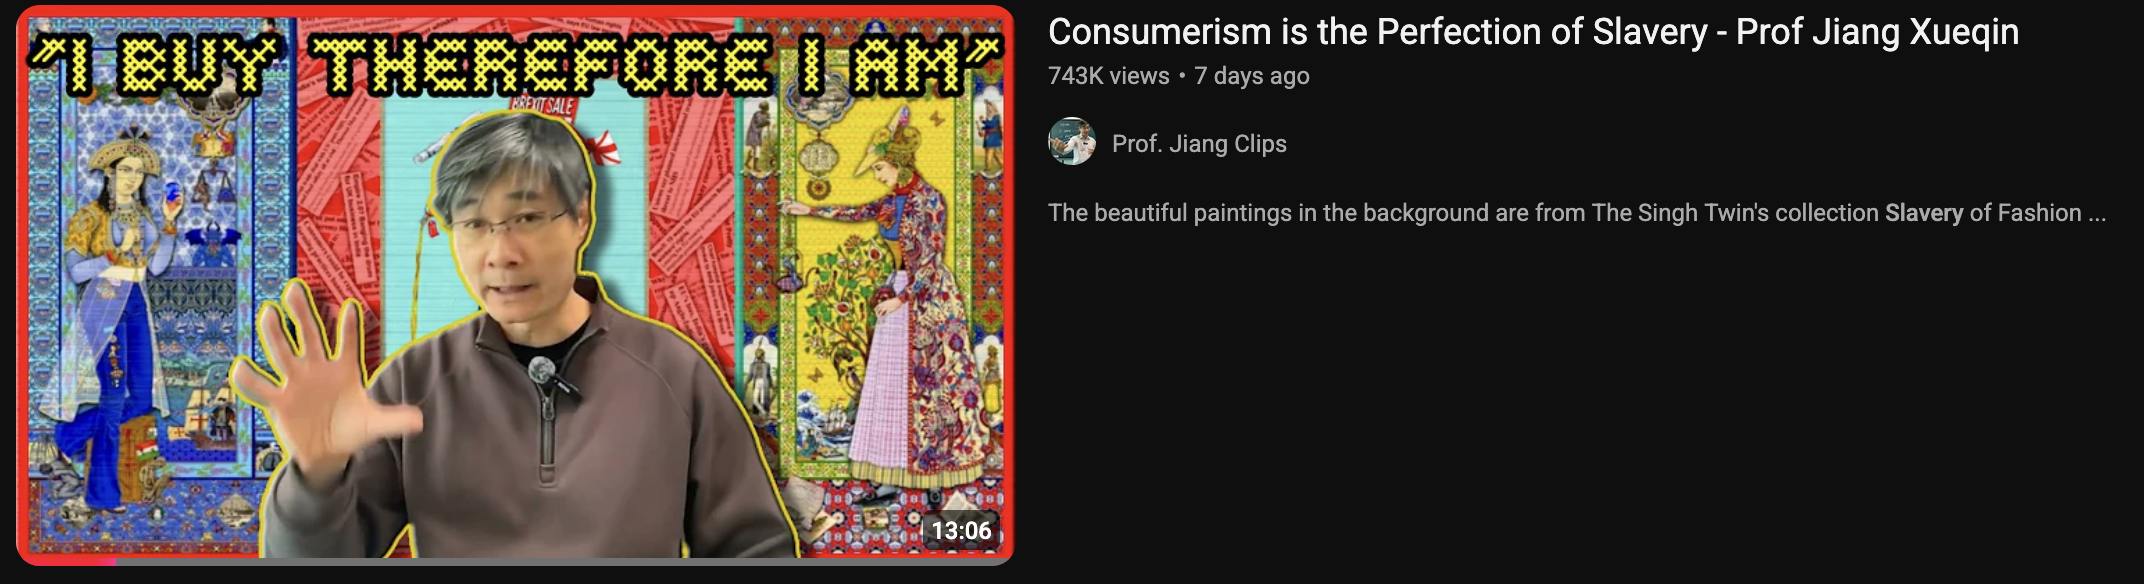 "I BUY THEREFORE I AM"
BREXIT SALE
13:06
Consumerism is the Perfection of Slavery - Prof Jiang Xueqin
743K views • 7 days ago
Prof. Jiang Clips
The beautiful paintings in the background are from The Singh Twin's collection Slavery of Fashion ...